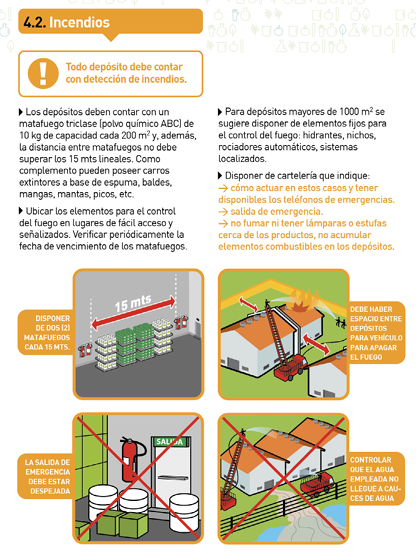 4.2. Incendios
Todo depósito debe contar
con detección de incendios.
Los depósitos deben contar con un
matafuego triclase (polvo químico ABC) de
10 kg de capacidad cada 200 m² y, además,
la distancia entre matafuegos no debe
superar los 15 mts lineales. Como
complemento pueden poseer carros
extintores a base de espuma, baldes,
mangas, mantas, picos, etc.
Ubicar los elementos para el control
del fuego en lugares de fácil acceso y
señalizados. Verificar periódicamente la
fecha de vencimiento de los matafuegos.
Para depósitos mayores de 1000 m² se
sugiere disponer de elementos fijos para
el control del fuego: hidrantes, nichos,
rociadores automáticos, sistemas
localizados.
Disponer de cartelería que indique:
→ cómo actuar en estos casos y tener
disponibles los teléfonos de emergencias.
→ salida de emergencia.
→ no fumar ni tener lámparas o estufas
cerca de los productos, no acumular
elementos combustibles en los depósitos.
DISPONER
DE DOS (2)
MATAFUEGOS
CADA 15 MTS.
15 mts
DEBE HABER
ESPACIO ENTRE
DEPÓSITOS
PARA VEHÍCULO
PARA APAGAR
EL FUEGO
LA SALIDA DE
EMERGENCIA
DEBE ESTAR
DESPEJADA
SALIDA
CONTROLAR
QUE EL AGUA
EMPLEADA NO
LLEGUE A CAU-
CES DE AGUA